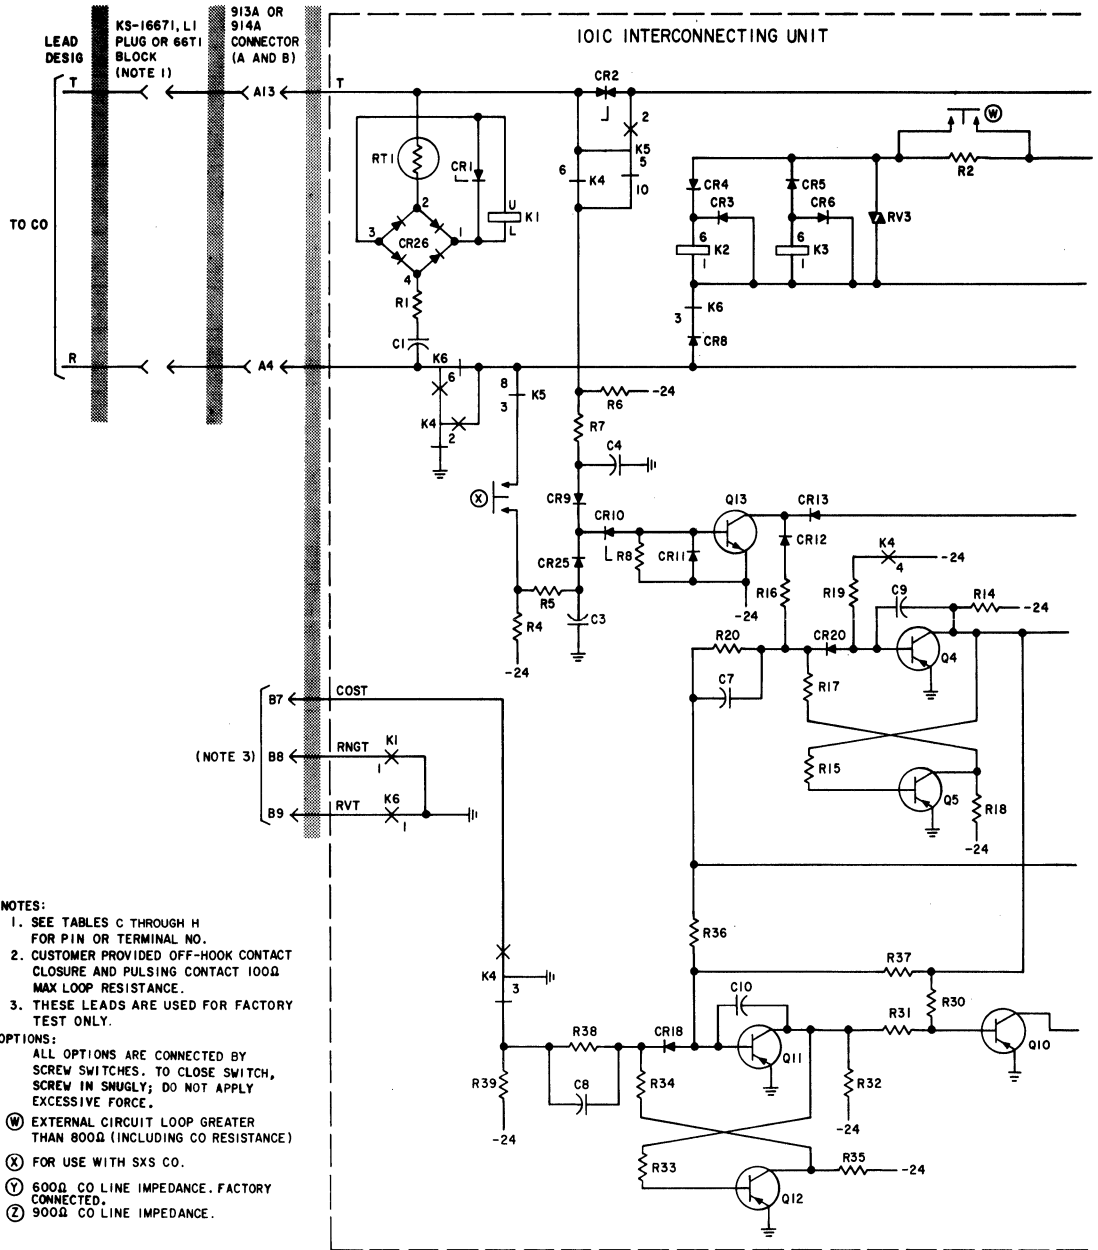 LEAD
DESIG
KS-16671, L1
PLUG OR 66T1
BLOCK
(NOTE 1)
913A OR
914A
CONNECTOR
(A AND B)
101C INTERCONNECTING UNIT
T
A13
T
CR2
2
K5
5
10
6
K4
W
R2
RT1
CR1
U
K1
L
2
3
CR26
1
4
R1
C1
CR4
CR3
6
K2
1
CR5
CR6
6
K3
1
RV3
TO CO
K6
3
CR8
R
A4
K6
6
K4
2
8
K5
3
R6
-24
R7
C4
X
CR9
CR10
Q13
CR13
CR12
R8
CR11
CR25
-24
R5
R4
-24
C3
R16
K4
4
-24
R19
C9
R14
-24
R20
CR20
Q4
C7
R17
R15
Q5
R18
-24
B7
COST
(NOTE 3)
B8
RNGT
K1
1
B9
RVT
K6
1
R36
R37
K4
3
R30
C10
R31
Q10
R38
CR18
Q11
R39
C8
R34
R32
-24
-24
R33
R35
-24
Q12
NOTES:
1. SEE TABLES C THROUGH H
FOR PIN OR TERMINAL NO.
2. CUSTOMER PROVIDED OFF-HOOK CONTACT
CLOSURE AND PULSING CONTACT 100Ω
MAX LOOP RESISTANCE.
3. THESE LEADS ARE USED FOR FACTORY
TEST ONLY.
OPTIONS:
ALL OPTIONS ARE CONNECTED BY
SCREW SWITCHES. TO CLOSE SWITCH,
SCREW IN SNUGLY; DO NOT APPLY
EXCESSIVE FORCE.
W EXTERNAL CIRCUIT LOOP GREATER
THAN 800Ω (INCLUDING CO RESISTANCE)
X FOR USE WITH SXS CO.
Y 600Ω CO LINE IMPEDANCE. FACTORY
CONNECTED.
Z 900Ω CO LINE IMPEDANCE.